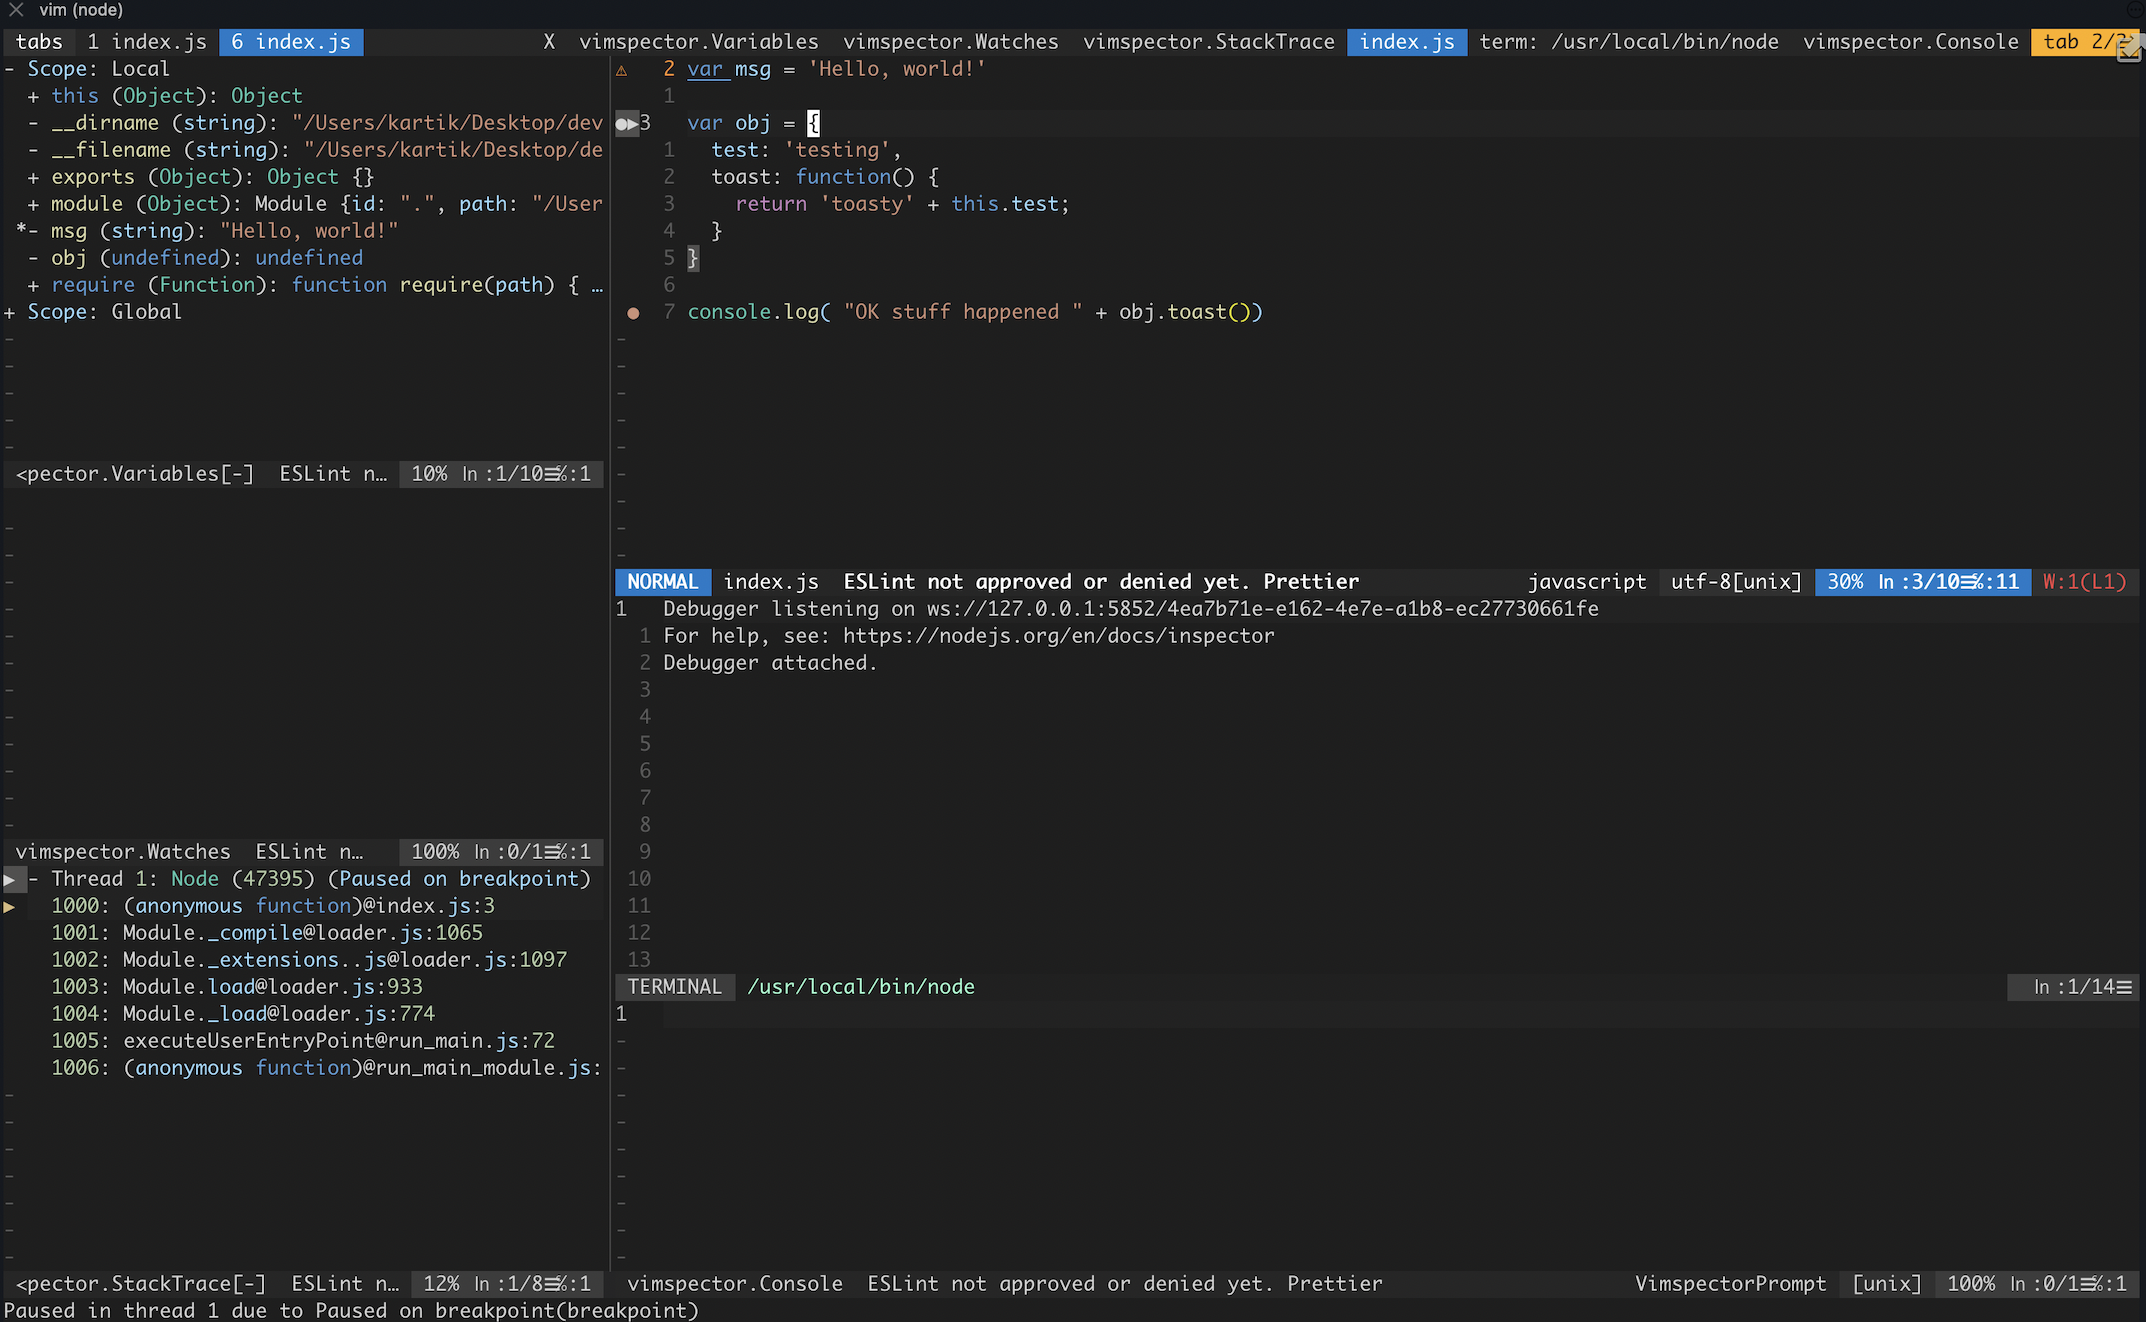 vim (node)
tabs 1 index.js 6 index.js X vimspector.Variables vimspector.Watches vimspector.StackTrace index.js term: /usr/local/bin/node vimspector.Console tab 2/
- Scope: Local
+ this (Object): Object
- __dirname (string): "/Users/kartik/Desktop/dev
- __filename (string): "/Users/kartik/Desktop/de
+ exports (Object): Object {}
+ module (Object): Module {id: ".", path: "/User
*- msg (string): "Hello, world!"
- obj (undefined): undefined
+ require (Function): function require(path) { …
+ Scope: Global
<pector.Variables[-] ESLint n… 10% ln :1/10☰℅:1
vimspector.Watches ESLint n… 100% ln :0/1☰℅:1
▶ - Thread 1: Node (47395) (Paused on breakpoint)
▶ 1000: (anonymous function)@index.js:3
1001: Module._compile@loader.js:1065
1002: Module._extensions..js@loader.js:1097
1003: Module.load@loader.js:933
1004: Module._load@loader.js:774
1005: executeUserEntryPoint@run_main.js:72
1006: (anonymous function)@run_main_module.js:
<pector.StackTrace[-] ESLint n… 12% ln :1/8☰℅:1
⚠ 2 var msg = 'Hello, world!'
1
●▶3 var obj = {
1 test: 'testing',
2 toast: function() {
3 return 'toasty' + this.test;
4 }
5 }
6
● 7 console.log( "OK stuff happened " + obj.toast())
NORMAL index.js ESLint not approved or denied yet. Prettier javascript utf-8[unix] 30% ln :3/10☰℅:11 W:1(L1)
1 Debugger listening on ws://127.0.0.1:5852/4ea7b71e-e162-4e7e-a1b8-ec27730661fe
1 For help, see: https://nodejs.org/en/docs/inspector
2 Debugger attached.
3
4
5
6
7
8
9
10
11
12
13
TERMINAL /usr/local/bin/node ln :1/14☰
1
vimspector.Console ESLint not approved or denied yet. Prettier VimspectorPrompt [unix] 100% ln :0/1☰℅:1
Paused in thread 1 due to Paused on breakpoint(breakpoint)